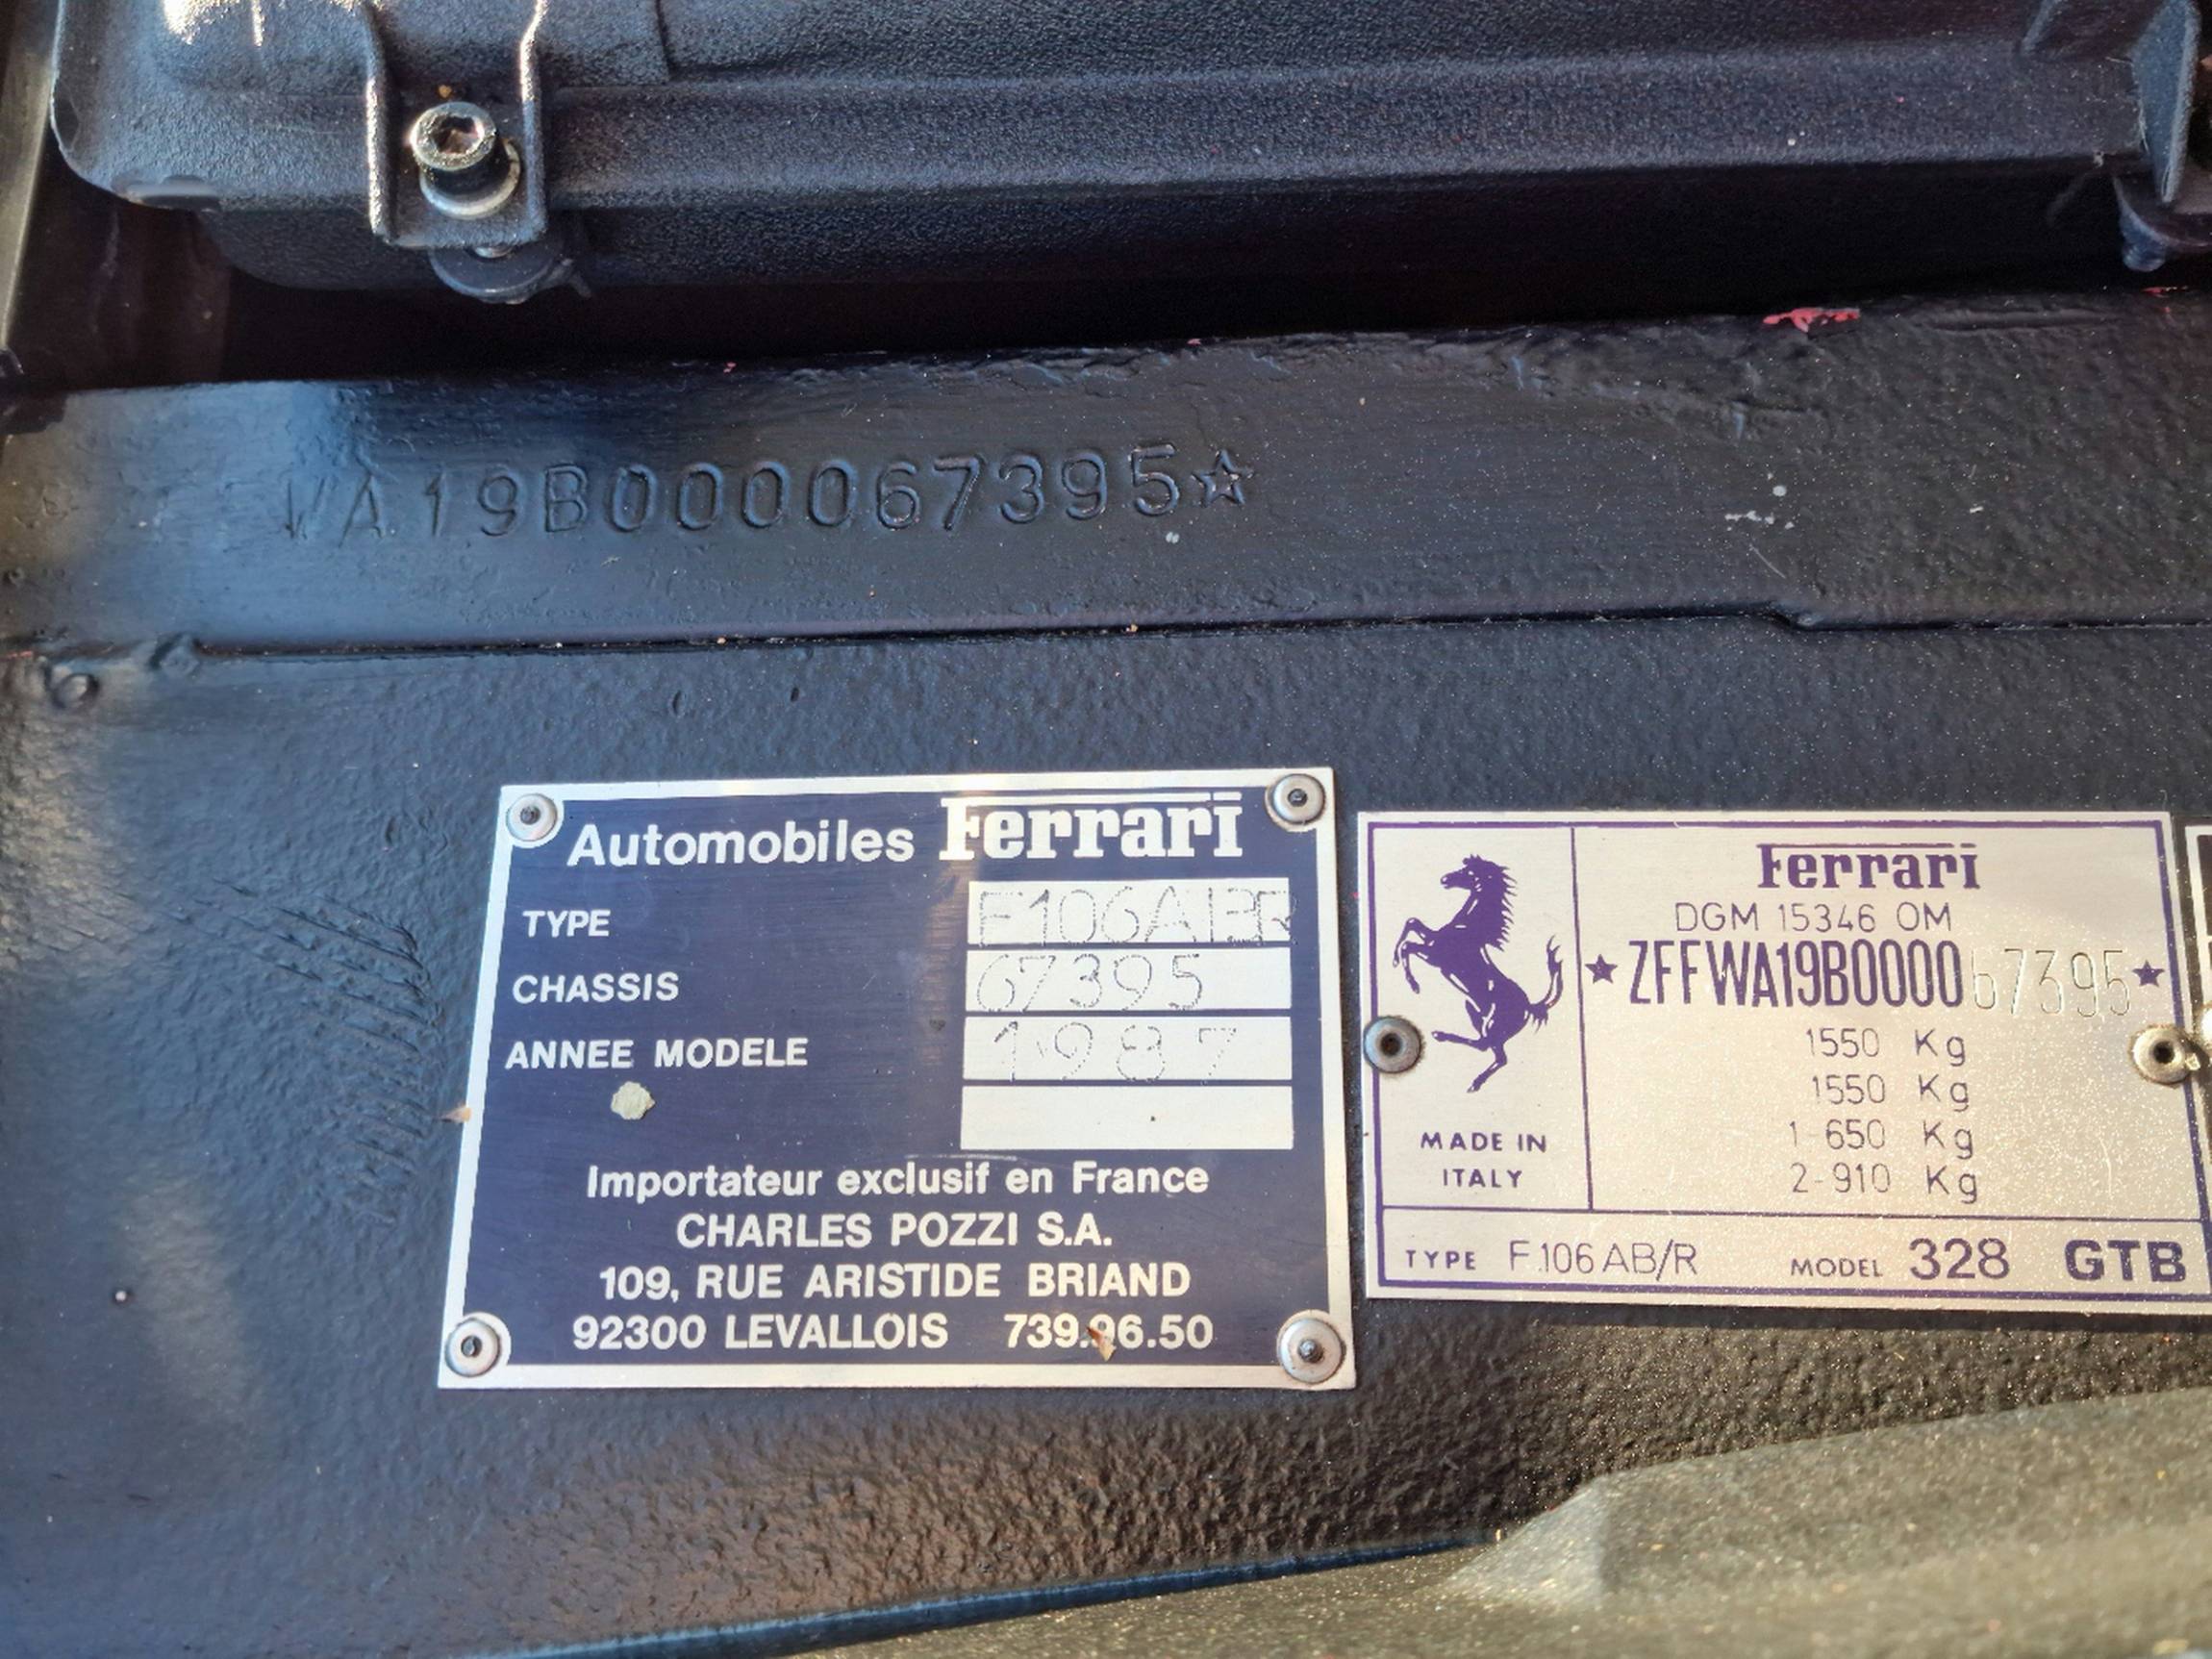 VA19B000067395☆
Automobiles Ferrari
TYPE F106ABR
CHASSIS 67395
ANNEE MODELE 1987
Importateur exclusif en France
CHARLES POZZI S.A.
109, RUE ARISTIDE BRIAND
92300 LEVALLOIS 739.96.50
Ferrari
DGM 15346 OM
★ZFFWA19B000067395★
1550 Kg
1550 Kg
1-650 Kg
2-910 Kg
MADE IN
ITALY
TYPE F.106 AB/R MODEL 328 GTB